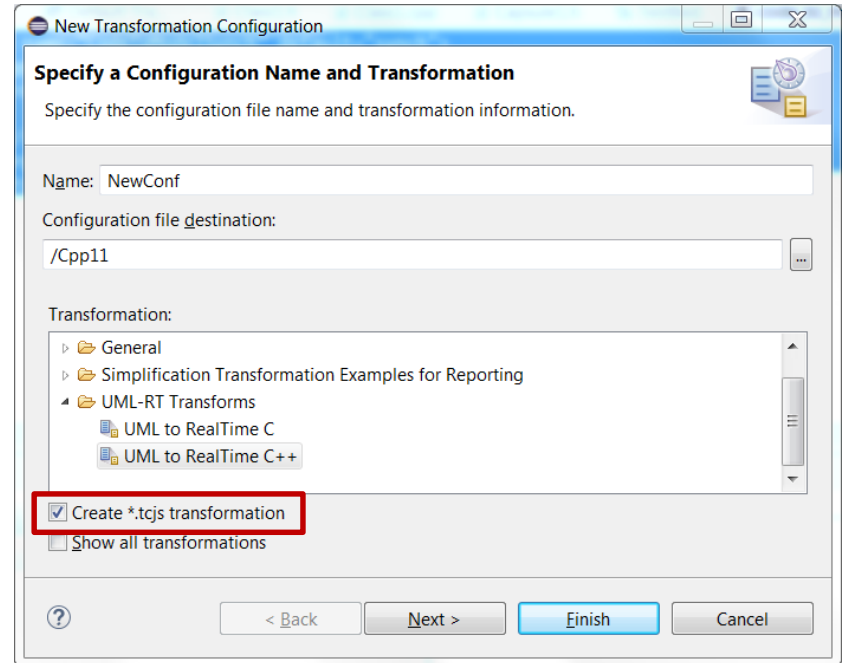 New Transformation Configuration
Specify a Configuration Name and Transformation
Specify the configuration file name and transformation information.
Name: NewConf
Configuration file destination:
/Cpp11
...
Transformation:
General
Simplification Transformation Examples for Reporting
UML-RT Transforms
UML to RealTime C
UML to RealTime C++
Create *.tcjs transformation
Show all transformations
? < Back Next > Finish Cancel